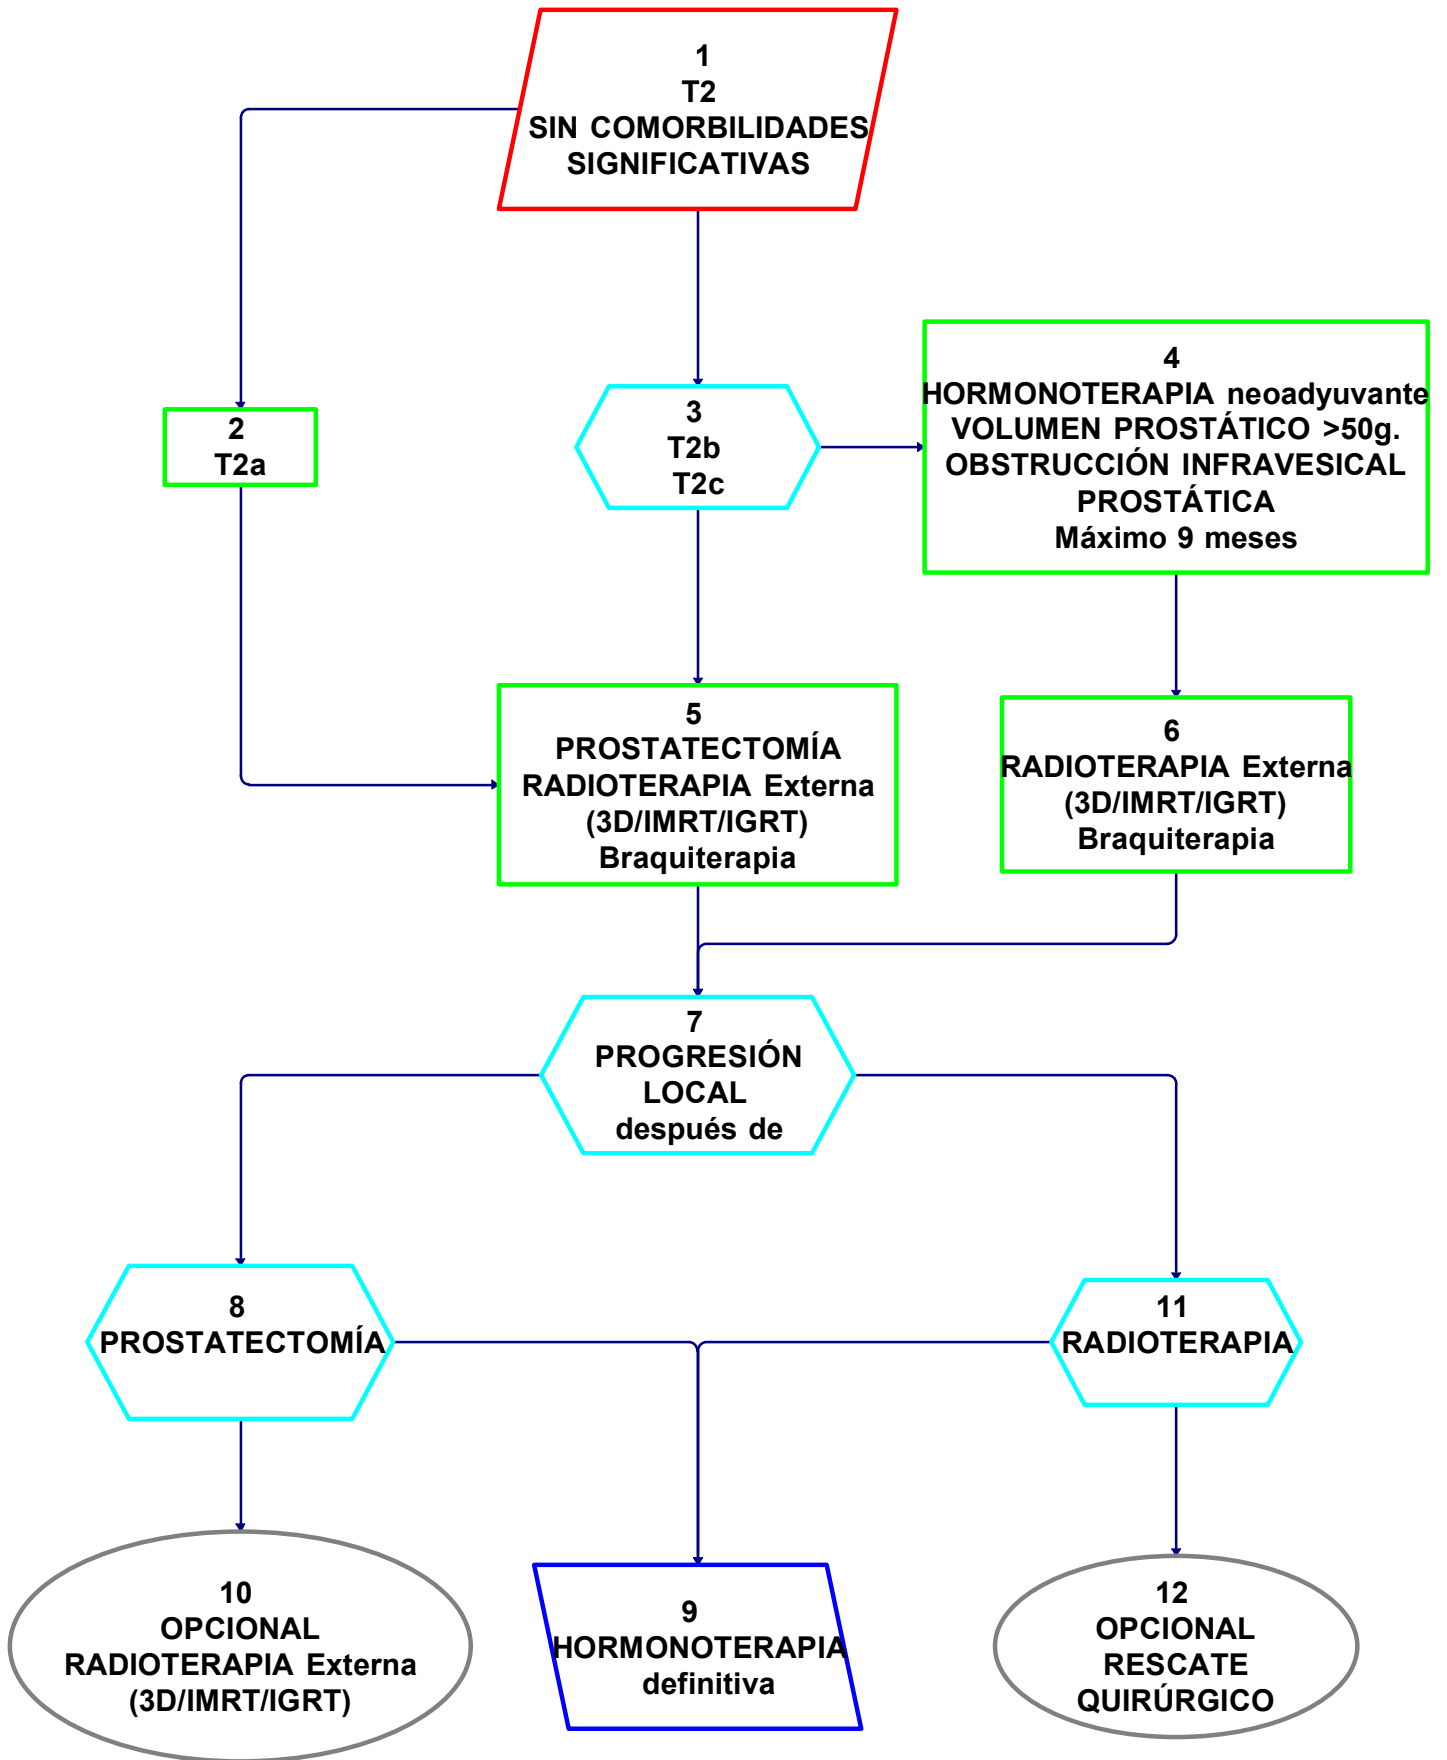 1
T2
SIN COMORBILIDADES
SIGNIFICATIVAS
2
T2a
3
T2b
T2c
4
HORMONOTERAPIA neoadyuvante
VOLUMEN PROSTÁTICO >50g.
OBSTRUCCIÓN INFRAVESICAL
PROSTÁTICA
Máximo 9 meses
5
PROSTATECTOMÍA
RADIOTERAPIA Externa
(3D/IMRT/IGRT)
Braquiterapia
6
RADIOTERAPIA Externa
(3D/IMRT/IGRT)
Braquiterapia
7
PROGRESIÓN
LOCAL
después de
8
PROSTATECTOMÍA
11
RADIOTERAPIA
10
OPCIONAL
RADIOTERAPIA Externa
(3D/IMRT/IGRT)
9
HORMONOTERAPIA
definitiva
12
OPCIONAL
RESCATE
QUIRÚRGICO